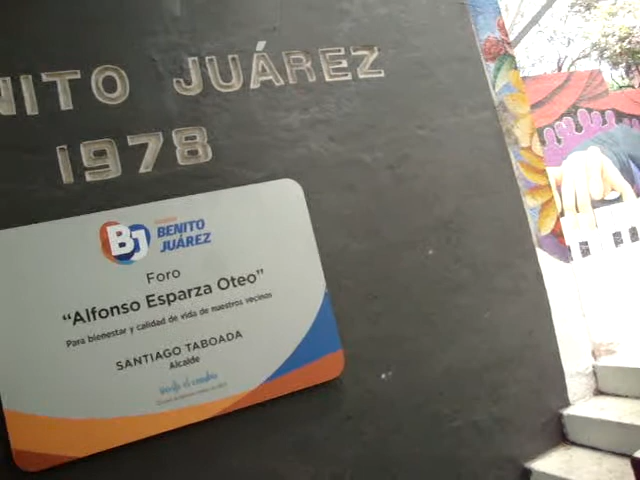 NITO JUÁREZ
1978
BJ
BENITO
JUÁREZ
Foro
"Alfonso Esparza Oteo"
Para bienestar y calidad de vida de nuestros vecinos
SANTIAGO TABOADA
Alcalde